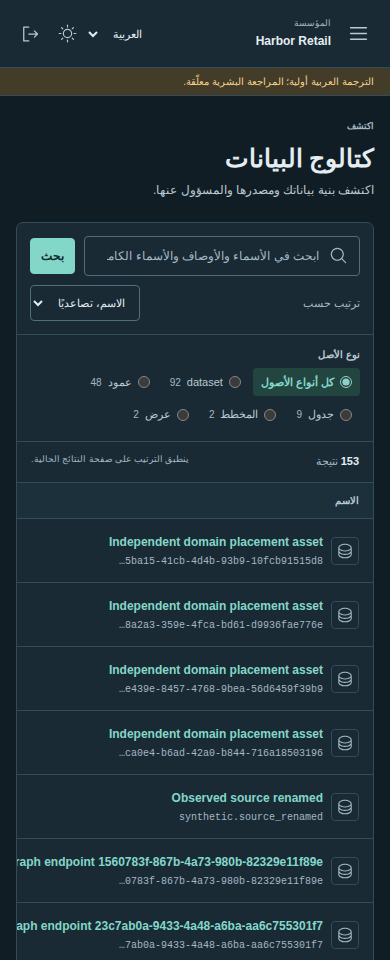 المؤسسة
Harbor Retail
العربية
الترجمة العربية أولية؛ المراجعة البشرية معلّقة.
اكتشف
كتالوج البيانات
اكتشف بنية بياناتك ومصدرها والمسؤول عنها.
ابحث في الأسماء والأوصاف والأسماء الكام
بحث
ترتيب حسب
الاسم، تصاعديًا
نوع الأصل
كل أنواع الأصول
dataset 92
عمود 48
جدول 9
المخطط 2
عرض 2
153 نتيجة
ينطبق الترتيب على صفحة النتائج الحالية.
الاسم
Independent domain placement asset
…5ba15-41cb-4d4b-93b9-10fcb91515d8
Independent domain placement asset
…8a2a3-359e-4fca-bd61-d9936fae776e
Independent domain placement asset
…e439e-8457-4768-9bea-56d6459f39b9
Independent domain placement asset
…ca0e4-b6ad-42a0-b844-716a18503196
Observed source renamed
synthetic.source_renamed
raph endpoint 1560783f-867b-4a73-980b-82329e11f89e
…0783f-867b-4a73-980b-82329e11f89e
aph endpoint 23c7ab0a-9433-4a48-a6ba-aa6c755301f7
…7ab0a-9433-4a48-a6ba-aa6c755301f7